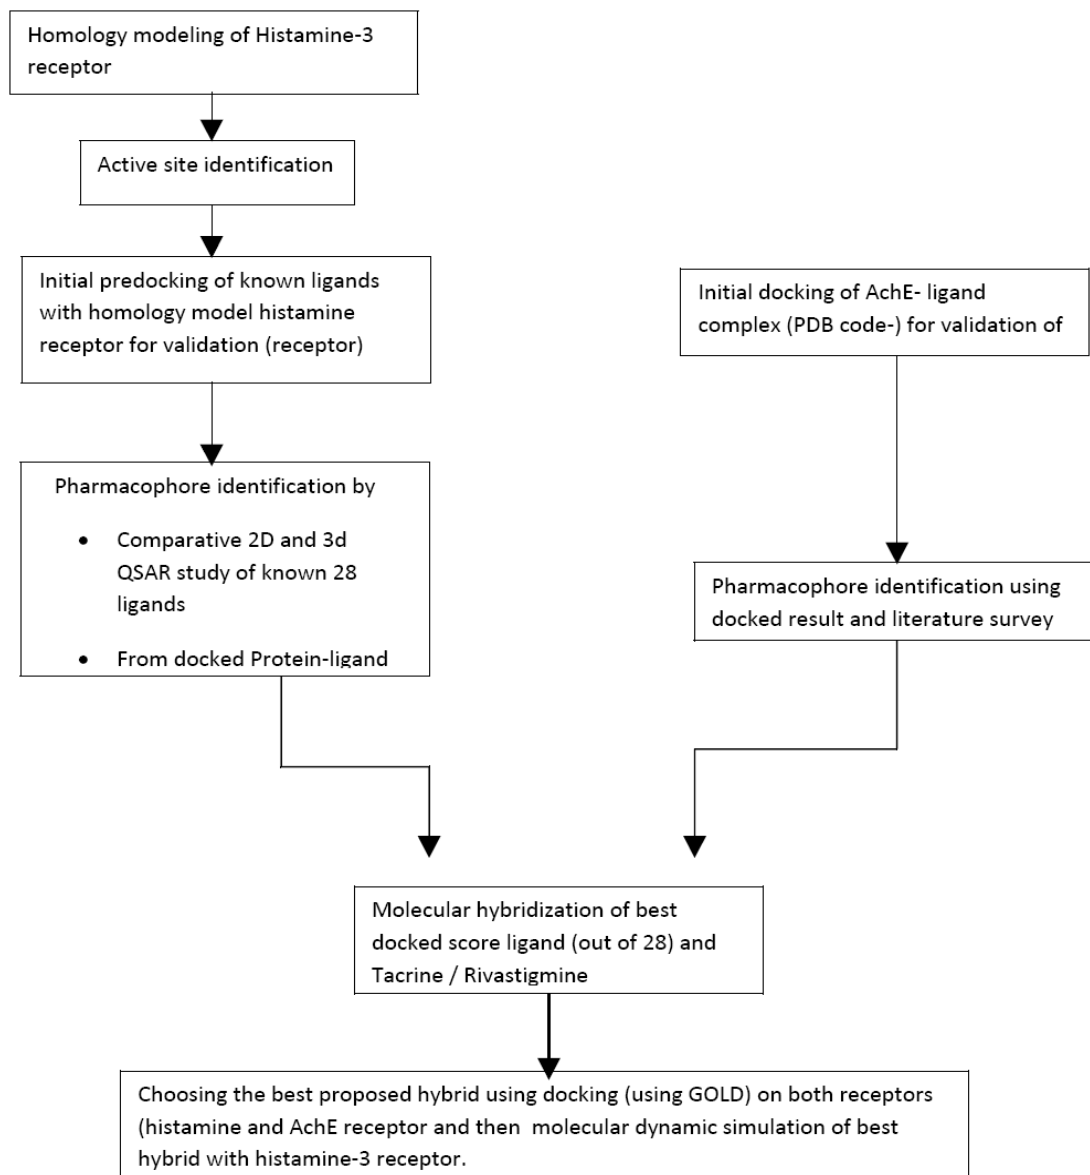 Homology modeling of Histamine-3
receptor
Active site identification
Initial predocking of known ligands
with homology model histamine
receptor for validation (receptor)
Pharmacophore identification by
• Comparative 2D and 3d
QSAR study of known 28
ligands
• From docked Protein-ligand
Initial docking of AchE- ligand
complex (PDB code-) for validation of
Pharmacophore identification using
docked result and literature survey
Molecular hybridization of best
docked score ligand (out of 28) and
Tacrine / Rivastigmine
Choosing the best proposed hybrid using docking (using GOLD) on both receptors
(histamine and AchE receptor and then molecular dynamic simulation of best
hybrid with histamine-3 receptor.